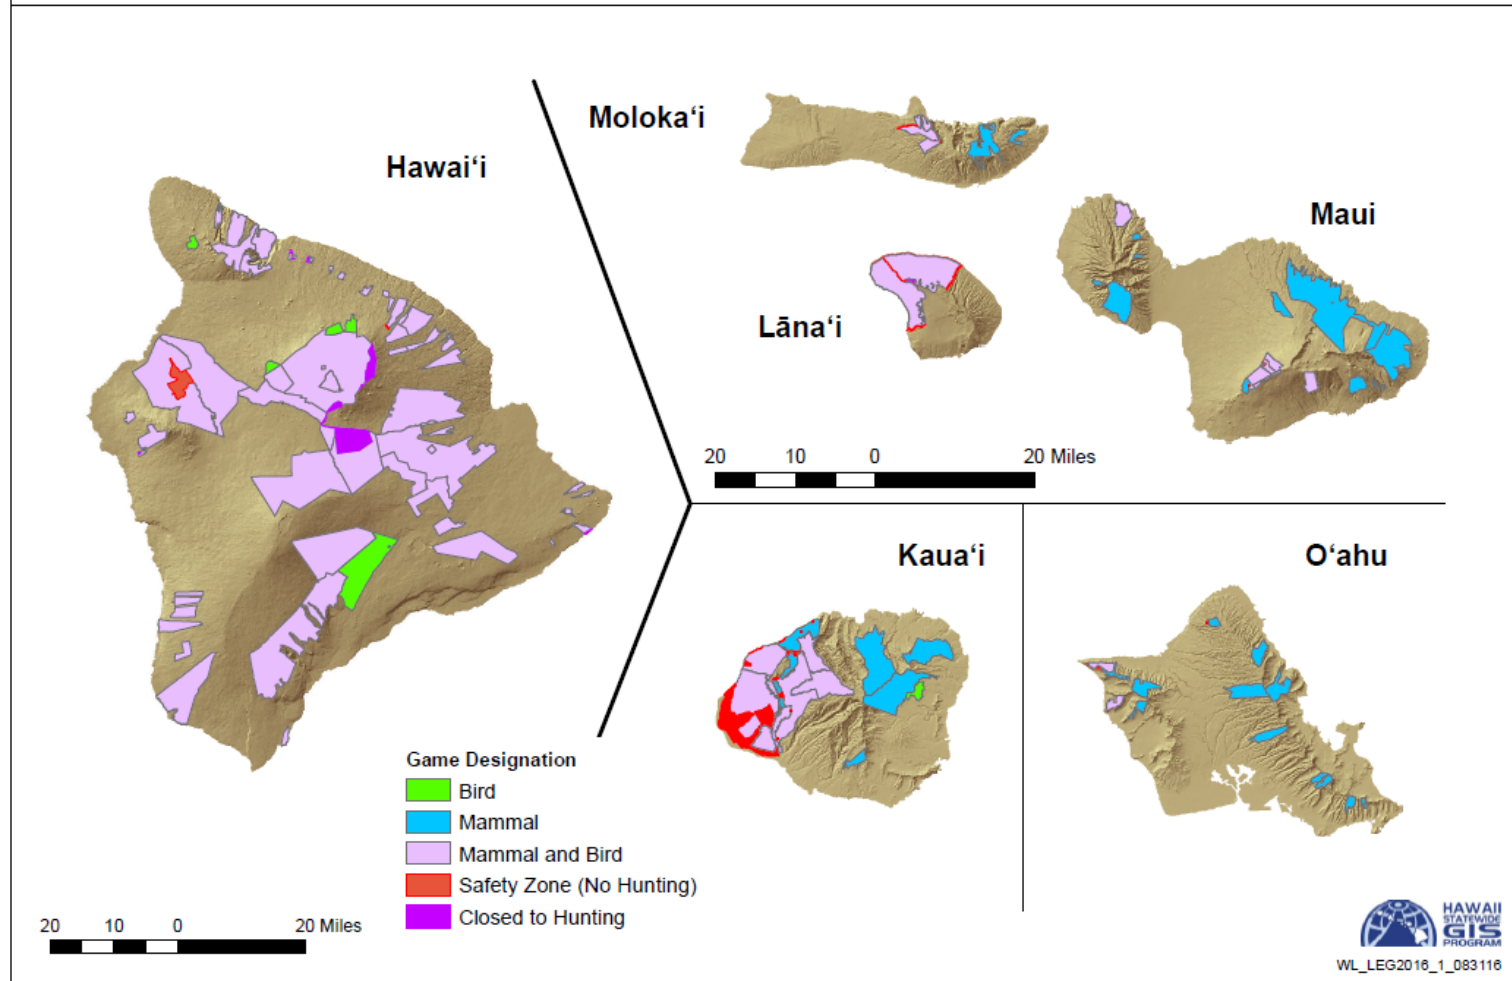 Moloka‘i
Hawai‘i
Maui
Lāna‘i
20 10 0 20 Miles
Kaua‘i
O‘ahu
Game Designation
Bird
Mammal
Mammal and Bird
Safety Zone (No Hunting)
Closed to Hunting
20 10 0 20 Miles
HAWAII
STATEWIDE
GIS
PROGRAM
WL_LEG2016_1_083116